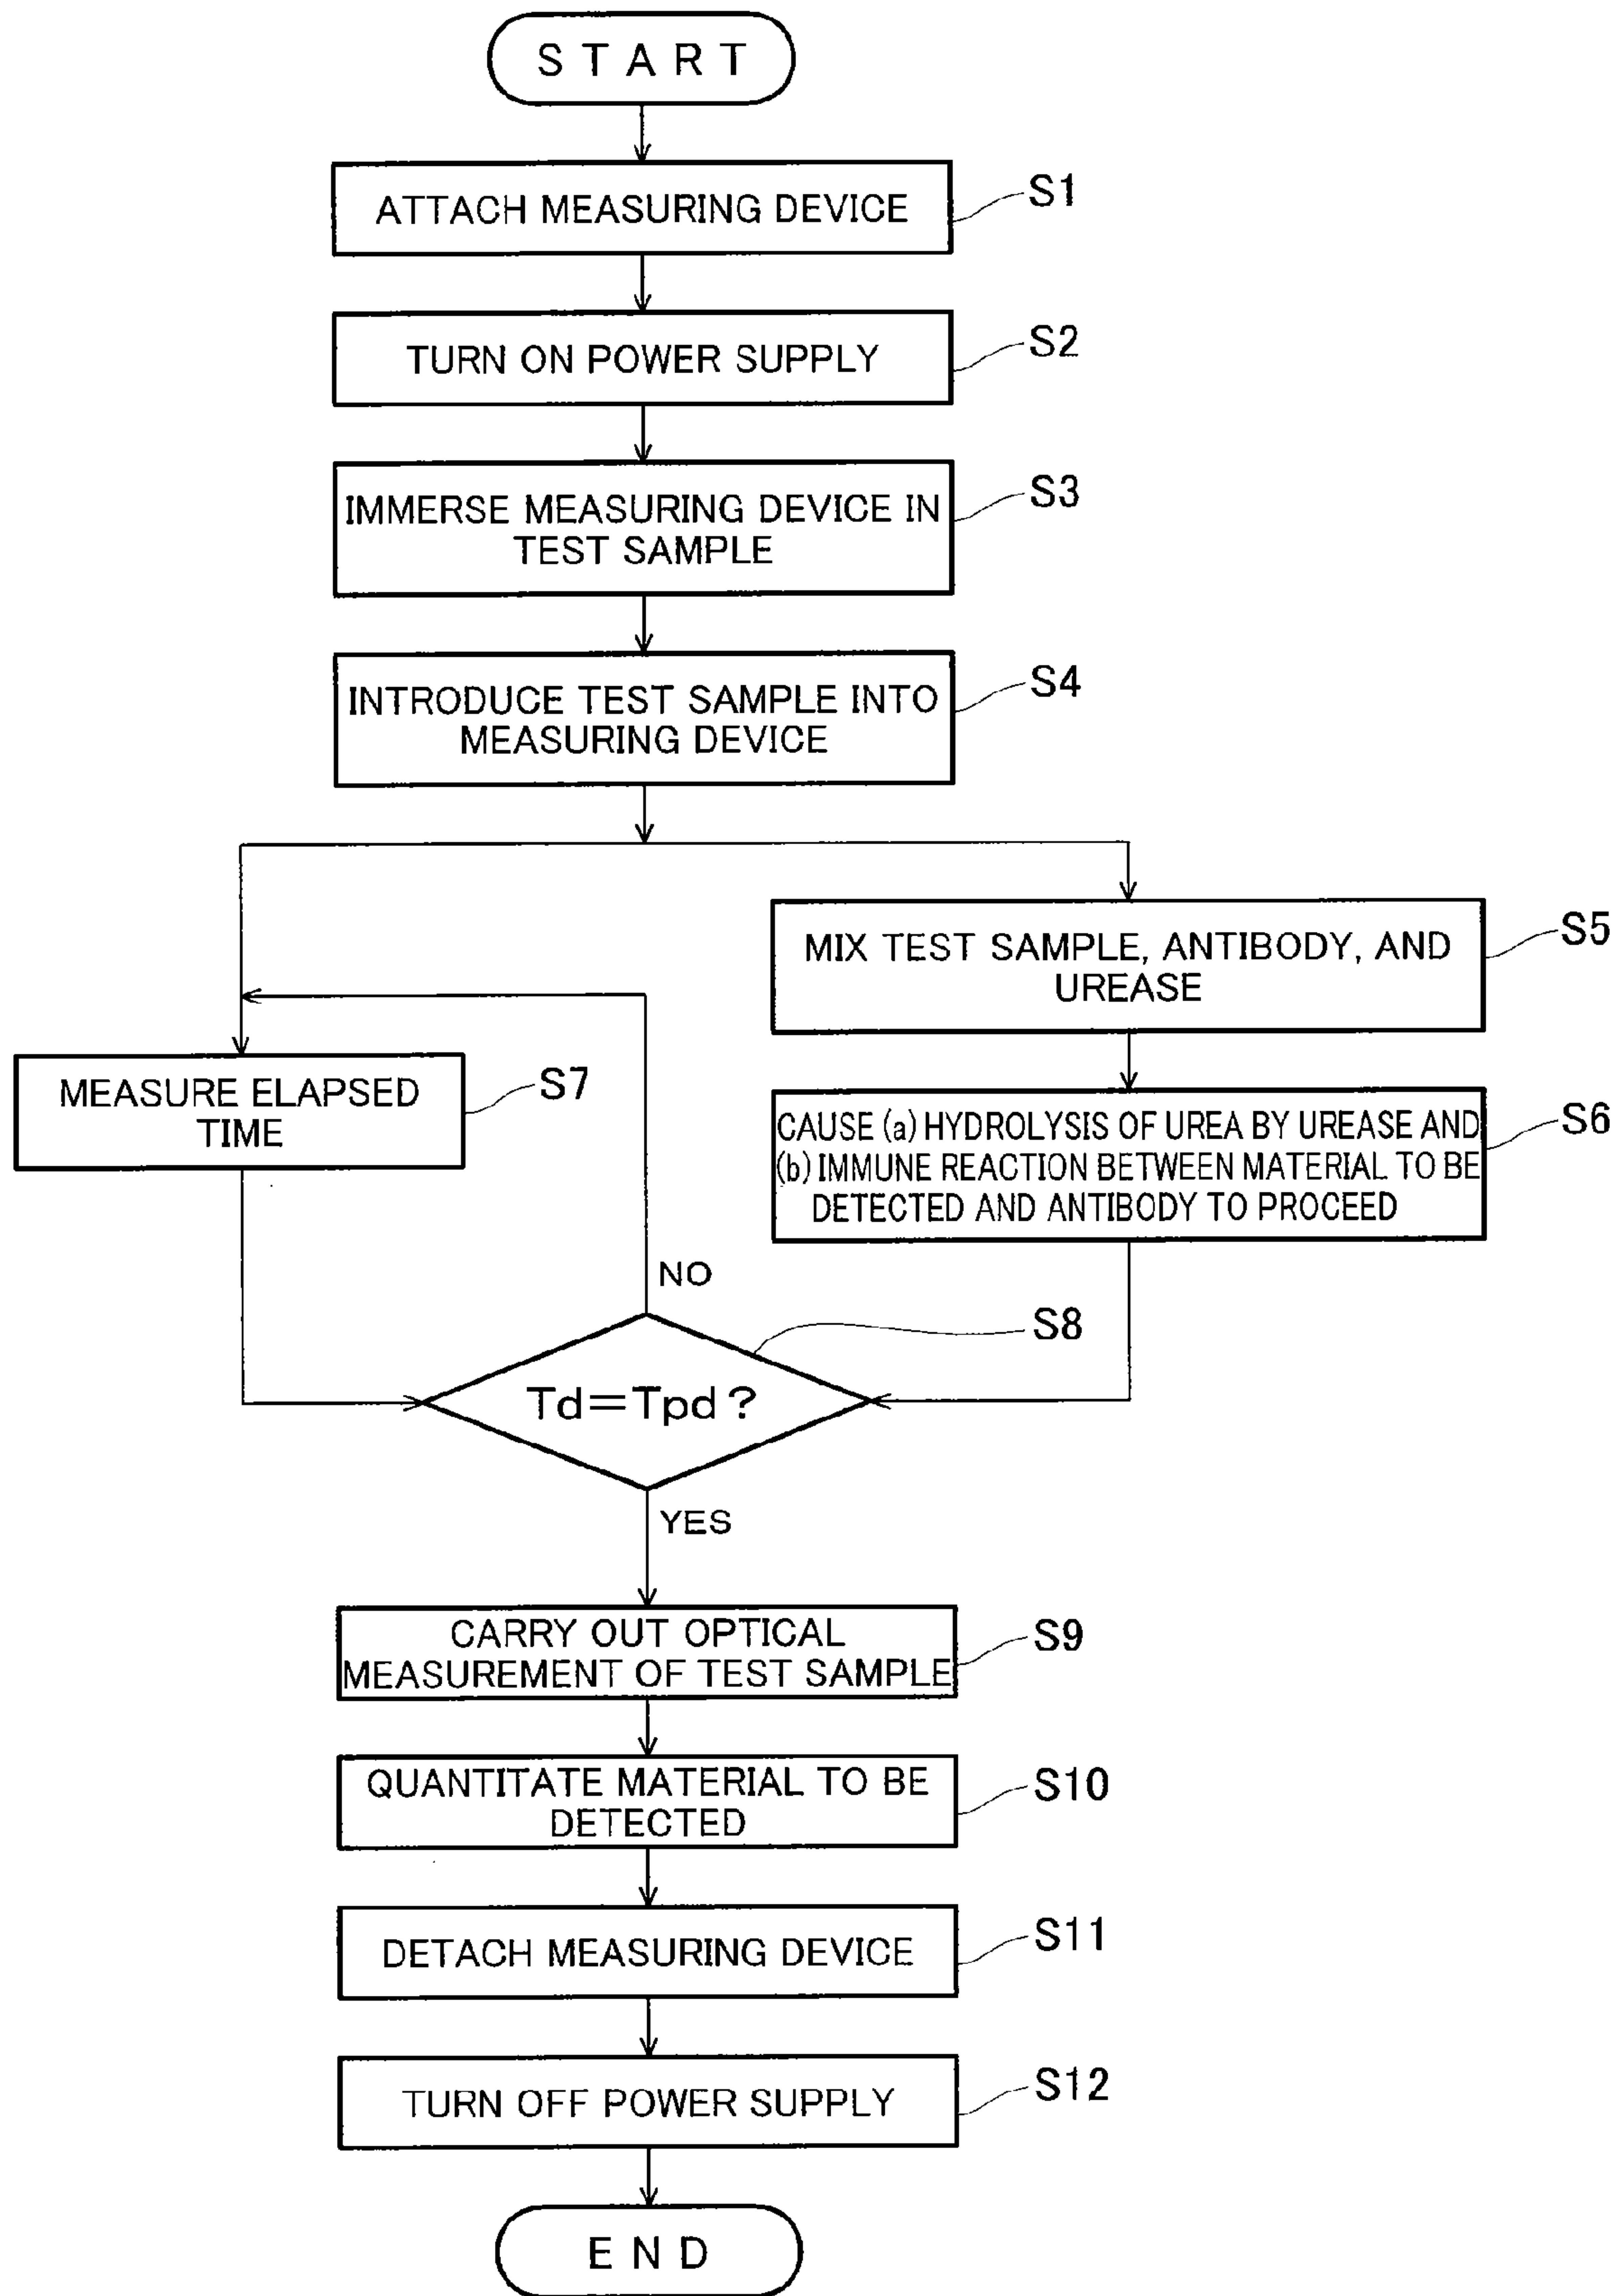 START
ATTACH MEASURING DEVICE
S1
TURN ON POWER SUPPLY
S2
IMMERSE MEASURING DEVICE IN
TEST SAMPLE
S3
INTRODUCE TEST SAMPLE INTO
MEASURING DEVICE
S4
MIX TEST SAMPLE, ANTIBODY, AND
UREASE
S5
MEASURE ELAPSED
TIME
S7
CAUSE (a) HYDROLYSIS OF UREA BY UREASE AND
(b) IMMUNE REACTION BETWEEN MATERIAL TO BE
DETECTED AND ANTIBODY TO PROCEED
S6
NO
S8
Td=Tpd?
YES
CARRY OUT OPTICAL
MEASUREMENT OF TEST SAMPLE
S9
QUANTITATE MATERIAL TO BE
DETECTED
S10
DETACH MEASURING DEVICE
S11
TURN OFF POWER SUPPLY
S12
END